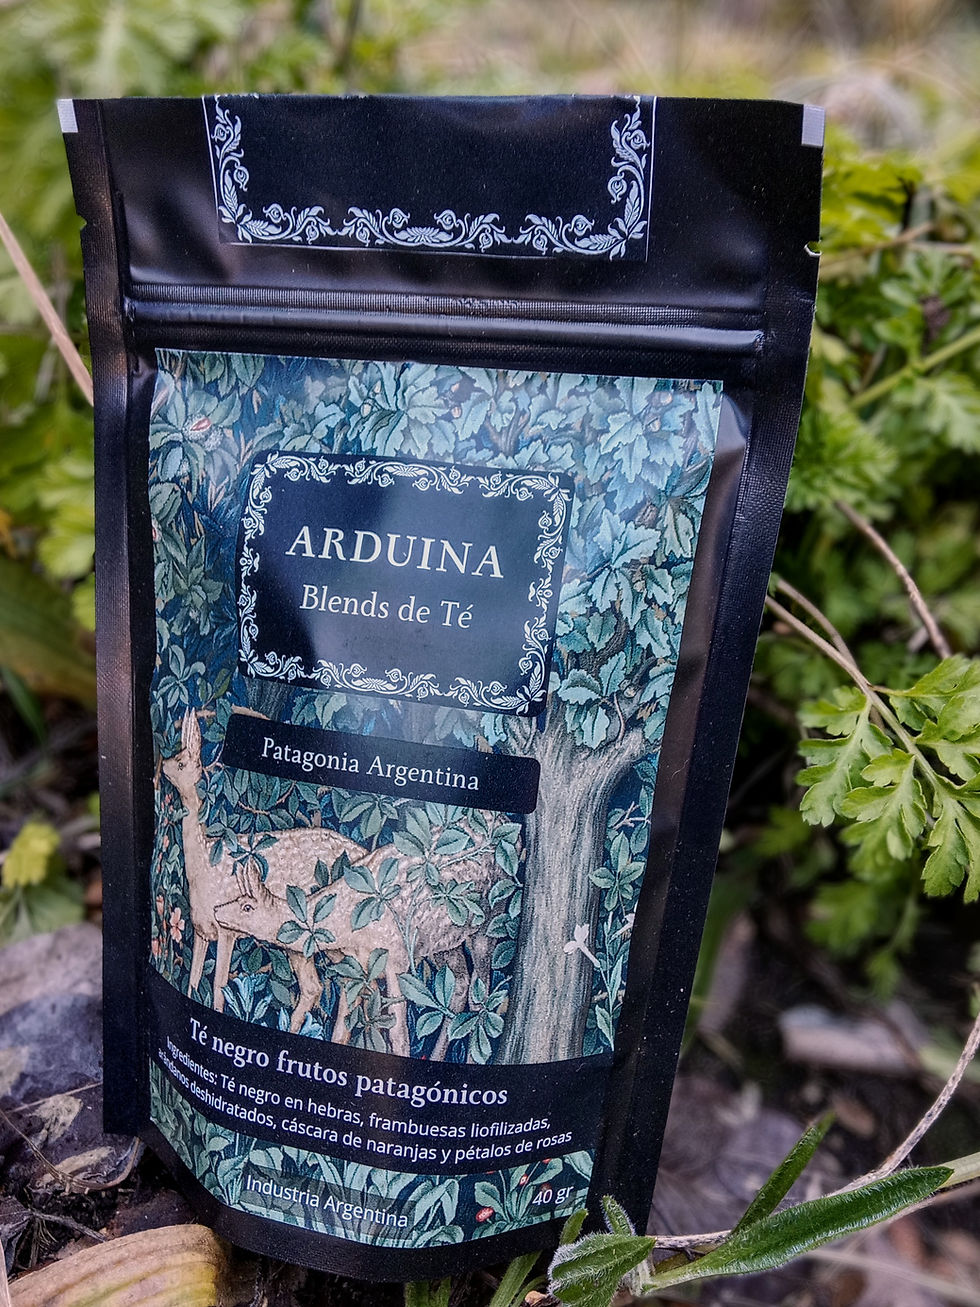 ARDUINA
Blends de Té
Patagonia Argentina
Té negro frutos patagónicos
Ingredientes: Té negro en hebras, frambuesas liofilizadas,
arándanos deshidratados, cáscara de naranjas y pétalos de rosas
Industria Argentina
40 gr